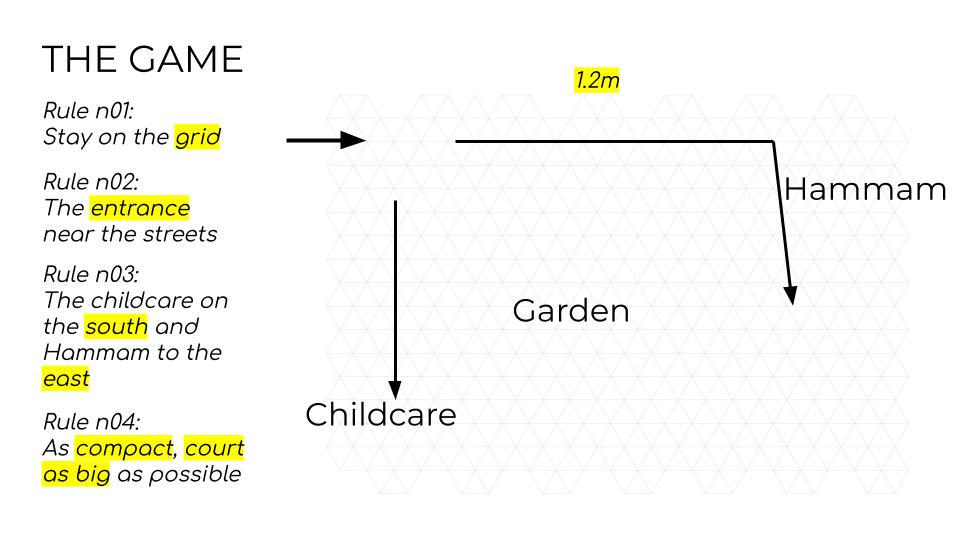 THE GAME
1.2m
Rule n01:
Stay on the grid
Rule n02:
The entrance
near the streets
Rule n03:
The childcare on
the south and
Hammam to the
east
Rule n04:
As compact, court
as big as possible
Hammam
Garden
Childcare